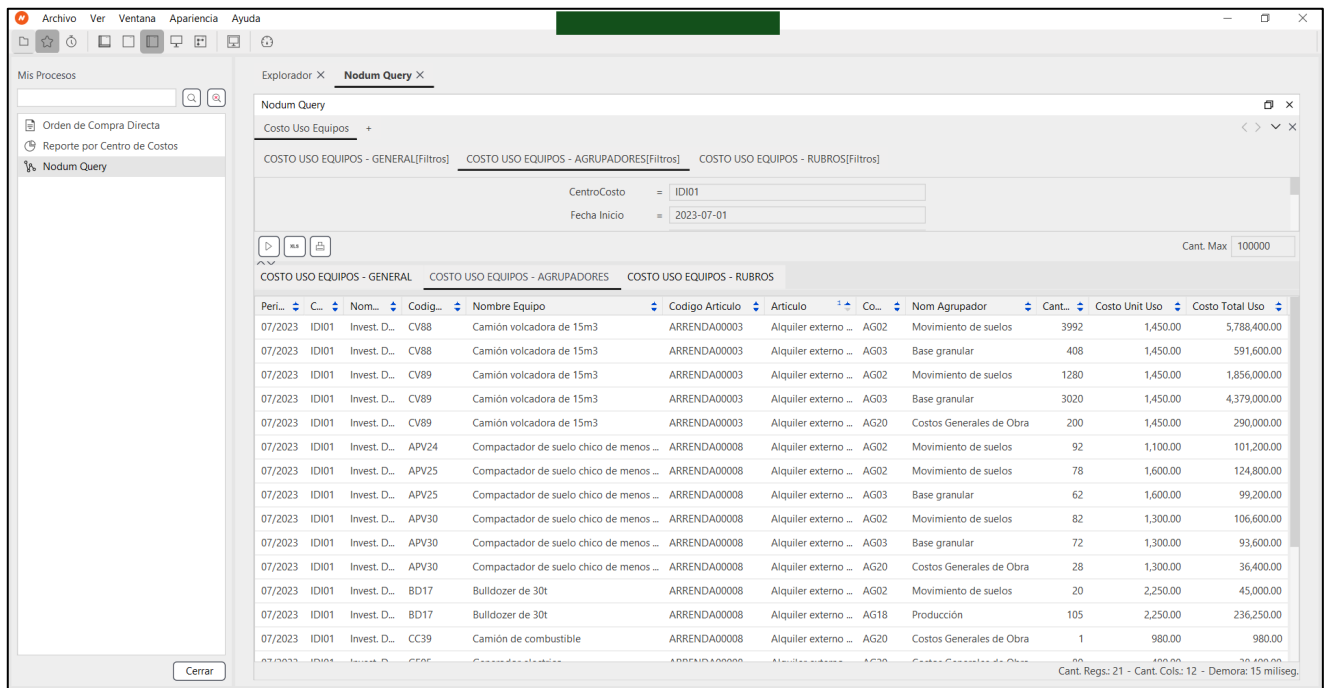 Archivo Ver Ventana Apariencia Ayuda
Mis Procesos
Orden de Compra Directa
Reporte por Centro de Costos
Nodum Query
Cerrar
Explorador Nodum Query
Nodum Query
Costo Uso Equipos +
COSTO USO EQUIPOS - GENERAL[Filtros] COSTO USO EQUIPOS - AGRUPADORES[Filtros] COSTO USO EQUIPOS - RUBROS[Filtros]
CentroCosto = IDI01
Fecha Inicio = 2023-07-01
XLS Cant. Max 100000
COSTO USO EQUIPOS - GENERAL COSTO USO EQUIPOS - AGRUPADORES COSTO USO EQUIPOS - RUBROS
Peri... C... Nom... Codig... Nombre Equipo Codigo Articulo Articulo 1 Co... Nom Agrupador Cant... Costo Unit Uso Costo Total Uso
07/2023 IDI01 Invest. D... CV88 Camión volcadora de 15m3 ARRENDA00003 Alquiler externo ... AG02 Movimiento de suelos 3992 1,450.00 5,788,400.00
07/2023 IDI01 Invest. D... CV88 Camión volcadora de 15m3 ARRENDA00003 Alquiler externo ... AG03 Base granular 408 1,450.00 591,600.00
07/2023 IDI01 Invest. D... CV89 Camión volcadora de 15m3 ARRENDA00003 Alquiler externo ... AG02 Movimiento de suelos 1280 1,450.00 1,856,000.00
07/2023 IDI01 Invest. D... CV89 Camión volcadora de 15m3 ARRENDA00003 Alquiler externo ... AG03 Base granular 3020 1,450.00 4,379,000.00
07/2023 IDI01 Invest. D... CV89 Camión volcadora de 15m3 ARRENDA00003 Alquiler externo ... AG20 Costos Generales de Obra 200 1,450.00 290,000.00
07/2023 IDI01 Invest. D... APV24 Compactador de suelo chico de menos ... ARRENDA00008 Alquiler externo ... AG02 Movimiento de suelos 92 1,100.00 101,200.00
07/2023 IDI01 Invest. D... APV25 Compactador de suelo chico de menos ... ARRENDA00008 Alquiler externo ... AG02 Movimiento de suelos 78 1,600.00 124,800.00
07/2023 IDI01 Invest. D... APV25 Compactador de suelo chico de menos ... ARRENDA00008 Alquiler externo ... AG03 Base granular 62 1,600.00 99,200.00
07/2023 IDI01 Invest. D... APV30 Compactador de suelo chico de menos ... ARRENDA00008 Alquiler externo ... AG02 Movimiento de suelos 82 1,300.00 106,600.00
07/2023 IDI01 Invest. D... APV30 Compactador de suelo chico de menos ... ARRENDA00008 Alquiler externo ... AG03 Base granular 72 1,300.00 93,600.00
07/2023 IDI01 Invest. D... APV30 Compactador de suelo chico de menos ... ARRENDA00008 Alquiler externo ... AG20 Costos Generales de Obra 28 1,300.00 36,400.00
07/2023 IDI01 Invest. D... BD17 Bulldozer de 30t ARRENDA00008 Alquiler externo ... AG02 Movimiento de suelos 20 2,250.00 45,000.00
07/2023 IDI01 Invest. D... BD17 Bulldozer de 30t ARRENDA00008 Alquiler externo ... AG18 Producción 105 2,250.00 236,250.00
07/2023 IDI01 Invest. D... CC39 Camión de combustible ARRENDA00008 Alquiler externo ... AG20 Costos Generales de Obra 1 980.00 980.00
Cant. Regs.: 21 - Cant. Cols.: 12 - Demora: 15 miliseg.